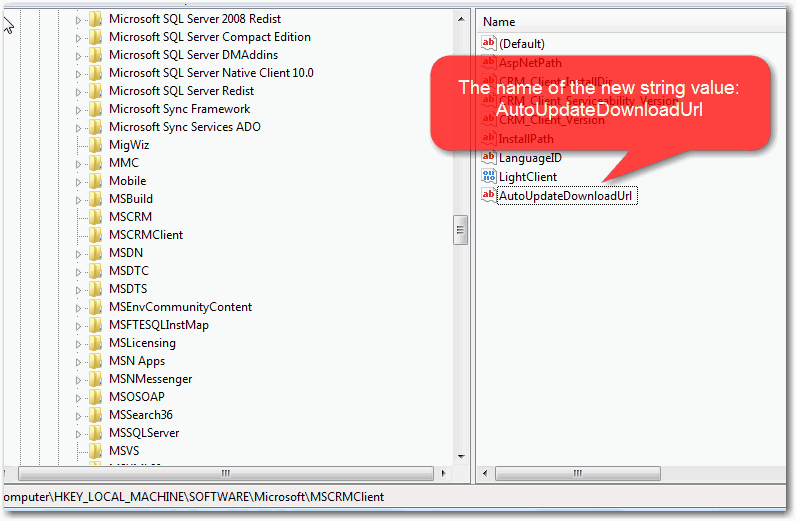 Microsoft SQL Server 2008 Redist
Microsoft SQL Server Compact Edition
Microsoft SQL Server DMAddins
Microsoft SQL Server Native Client 10.0
Microsoft SQL Server Redist
Microsoft Sync Framework
Microsoft Sync Services ADO
MigWiz
MMC
Mobile
MSBuild
MSCRM
MSCRMClient
MSDN
MSDTC
MSDTS
MSEnvCommunityContent
MSFTESQLInstMap
MSLicensing
MSN Apps
MSNMessenger
MSOSOAP
MSSearch36
MSSQLServer
MSVS
Name
(Default)
AspNetPath
CRM_Client_InstallDir
CRM_Client_Serviceability_Version
CRM_Client_Version
InstallPath
LanguageID
LightClient
AutoUpdateDownloadUrl
The name of the new string value:
AutoUpdateDownloadUrl
omputer\HKEY_LOCAL_MACHINE\SOFTWARE\Microsoft\MSCRMClient